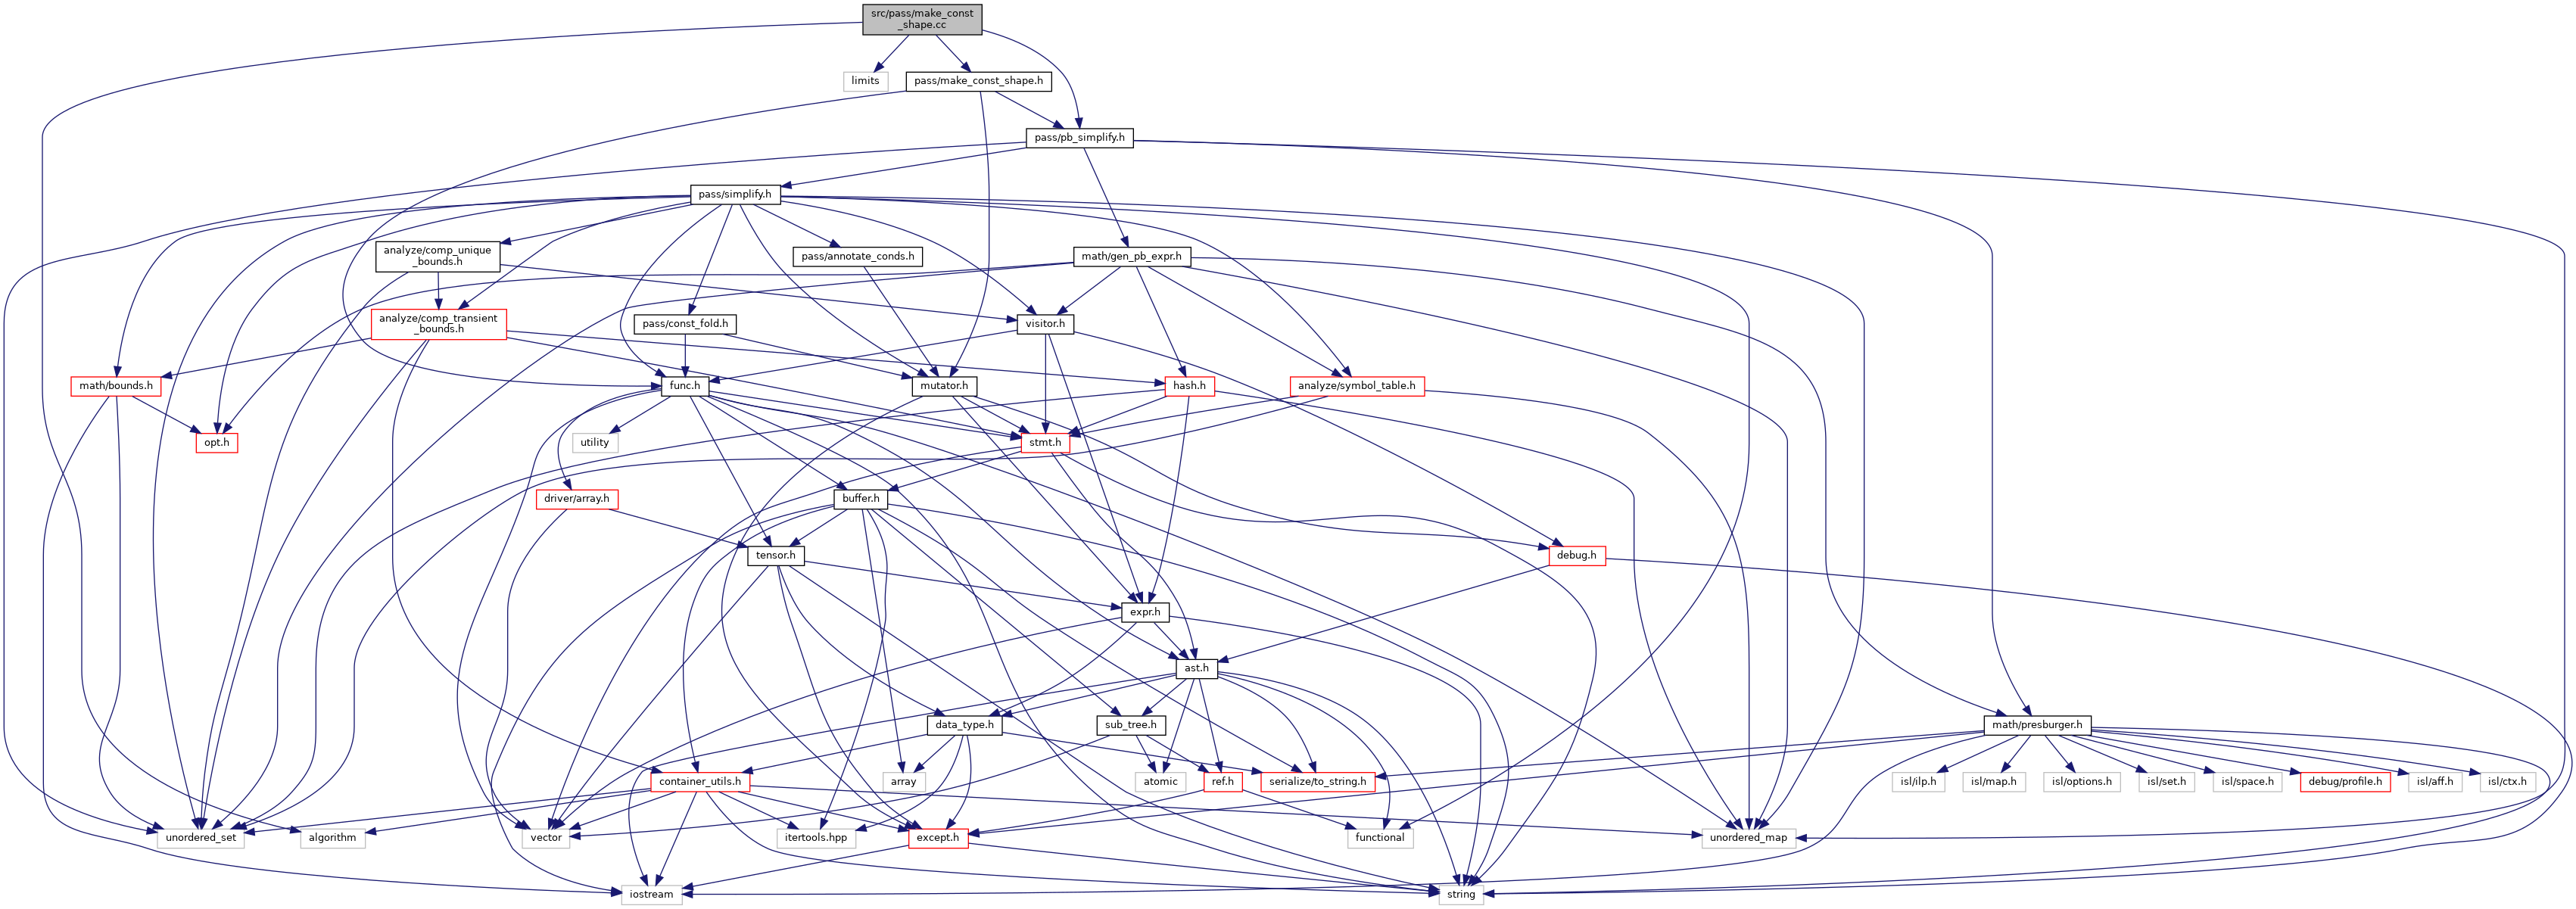 src/pass/make_const
_shape.cc
limits
pass/make_const_shape.h
pass/pb_simplify.h
pass/simplify.h
analyze/comp_unique
_bounds.h
pass/annotate_conds.h
math/gen_pb_expr.h
analyze/comp_transient
_bounds.h
pass/const_fold.h
visitor.h
math/bounds.h
func.h
mutator.h
hash.h
analyze/symbol_table.h
opt.h
utility
stmt.h
driver/array.h
buffer.h
tensor.h
debug.h
expr.h
ast.h
data_type.h
sub_tree.h
math/presburger.h
container_utils.h
array
atomic
ref.h
serialize/to_string.h
isl/ilp.h
isl/map.h
isl/options.h
isl/set.h
isl/space.h
debug/profile.h
isl/aff.h
isl/ctx.h
unordered_set
algorithm
vector
itertools.hpp
except.h
functional
unordered_map
iostream
string